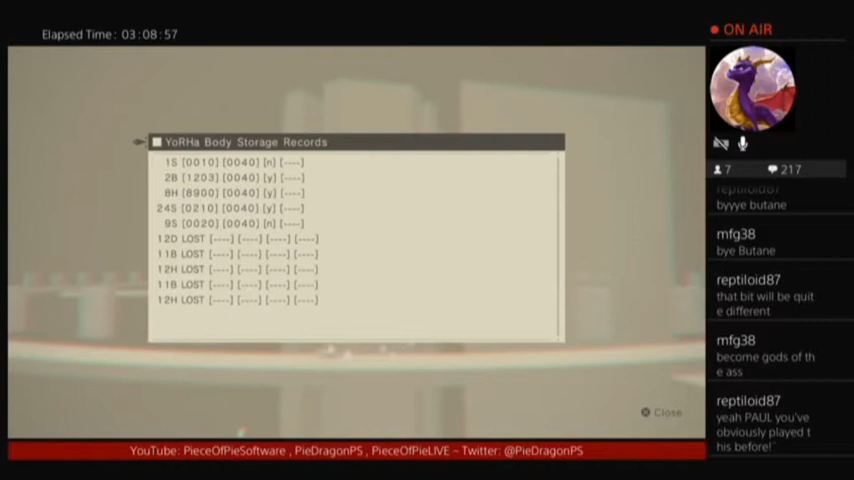 Elapsed Time : 03:08:57
ON AIR
YoRHa Body Storage Records
1S [0010] [0040] [n] [----]
2B [1203] [0040] [y] [----]
8H [8900] [0040] [y] [----]
24S [0210] [0040] [y] [----]
9S [0020] [0040] [n] [----]
12D LOST [----] [----] [----] [----]
11B LOST [----] [----] [----] [----]
12H LOST [----] [----] [----] [----]
11B LOST [----] [----] [----] [----]
12H LOST [----] [----] [----] [----]
Close
7 217
reptiloid87
byyye butane
mfg38
bye Butane
reptiloid87
that bit will be quit
e different
mfg38
become gods of th
e ass
reptiloid87
yeah PAUL you've
obviously played t
his before!¨
YouTube: PieceOfPieSoftware , PieDragonPS , PieceOfPieLIVE ~ Twitter: @PieDragonPS